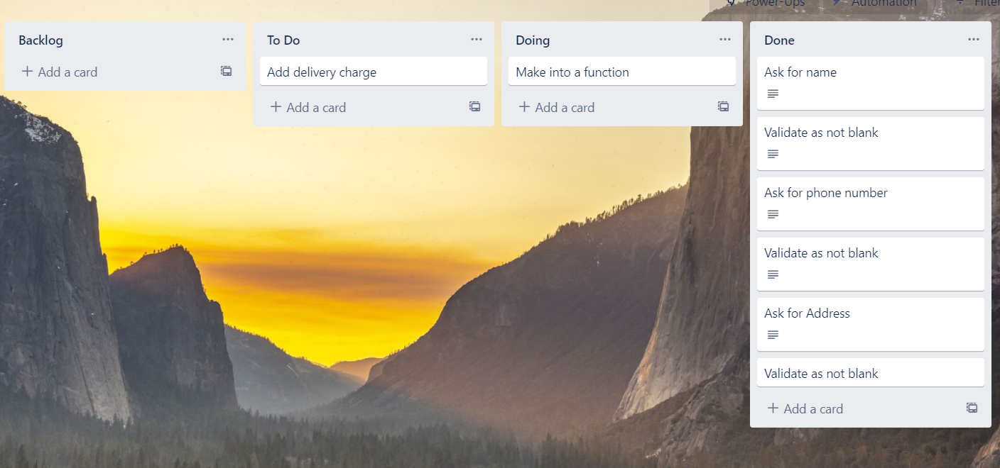 Power-Ups
Automation
Filter
Backlog
Add a card
To Do
Add delivery charge
Add a card
Doing
Make into a function
Add a card
Done
Ask for name
Validate as not blank
Ask for phone number
Validate as not blank
Ask for Address
Validate as not blank
Add a card